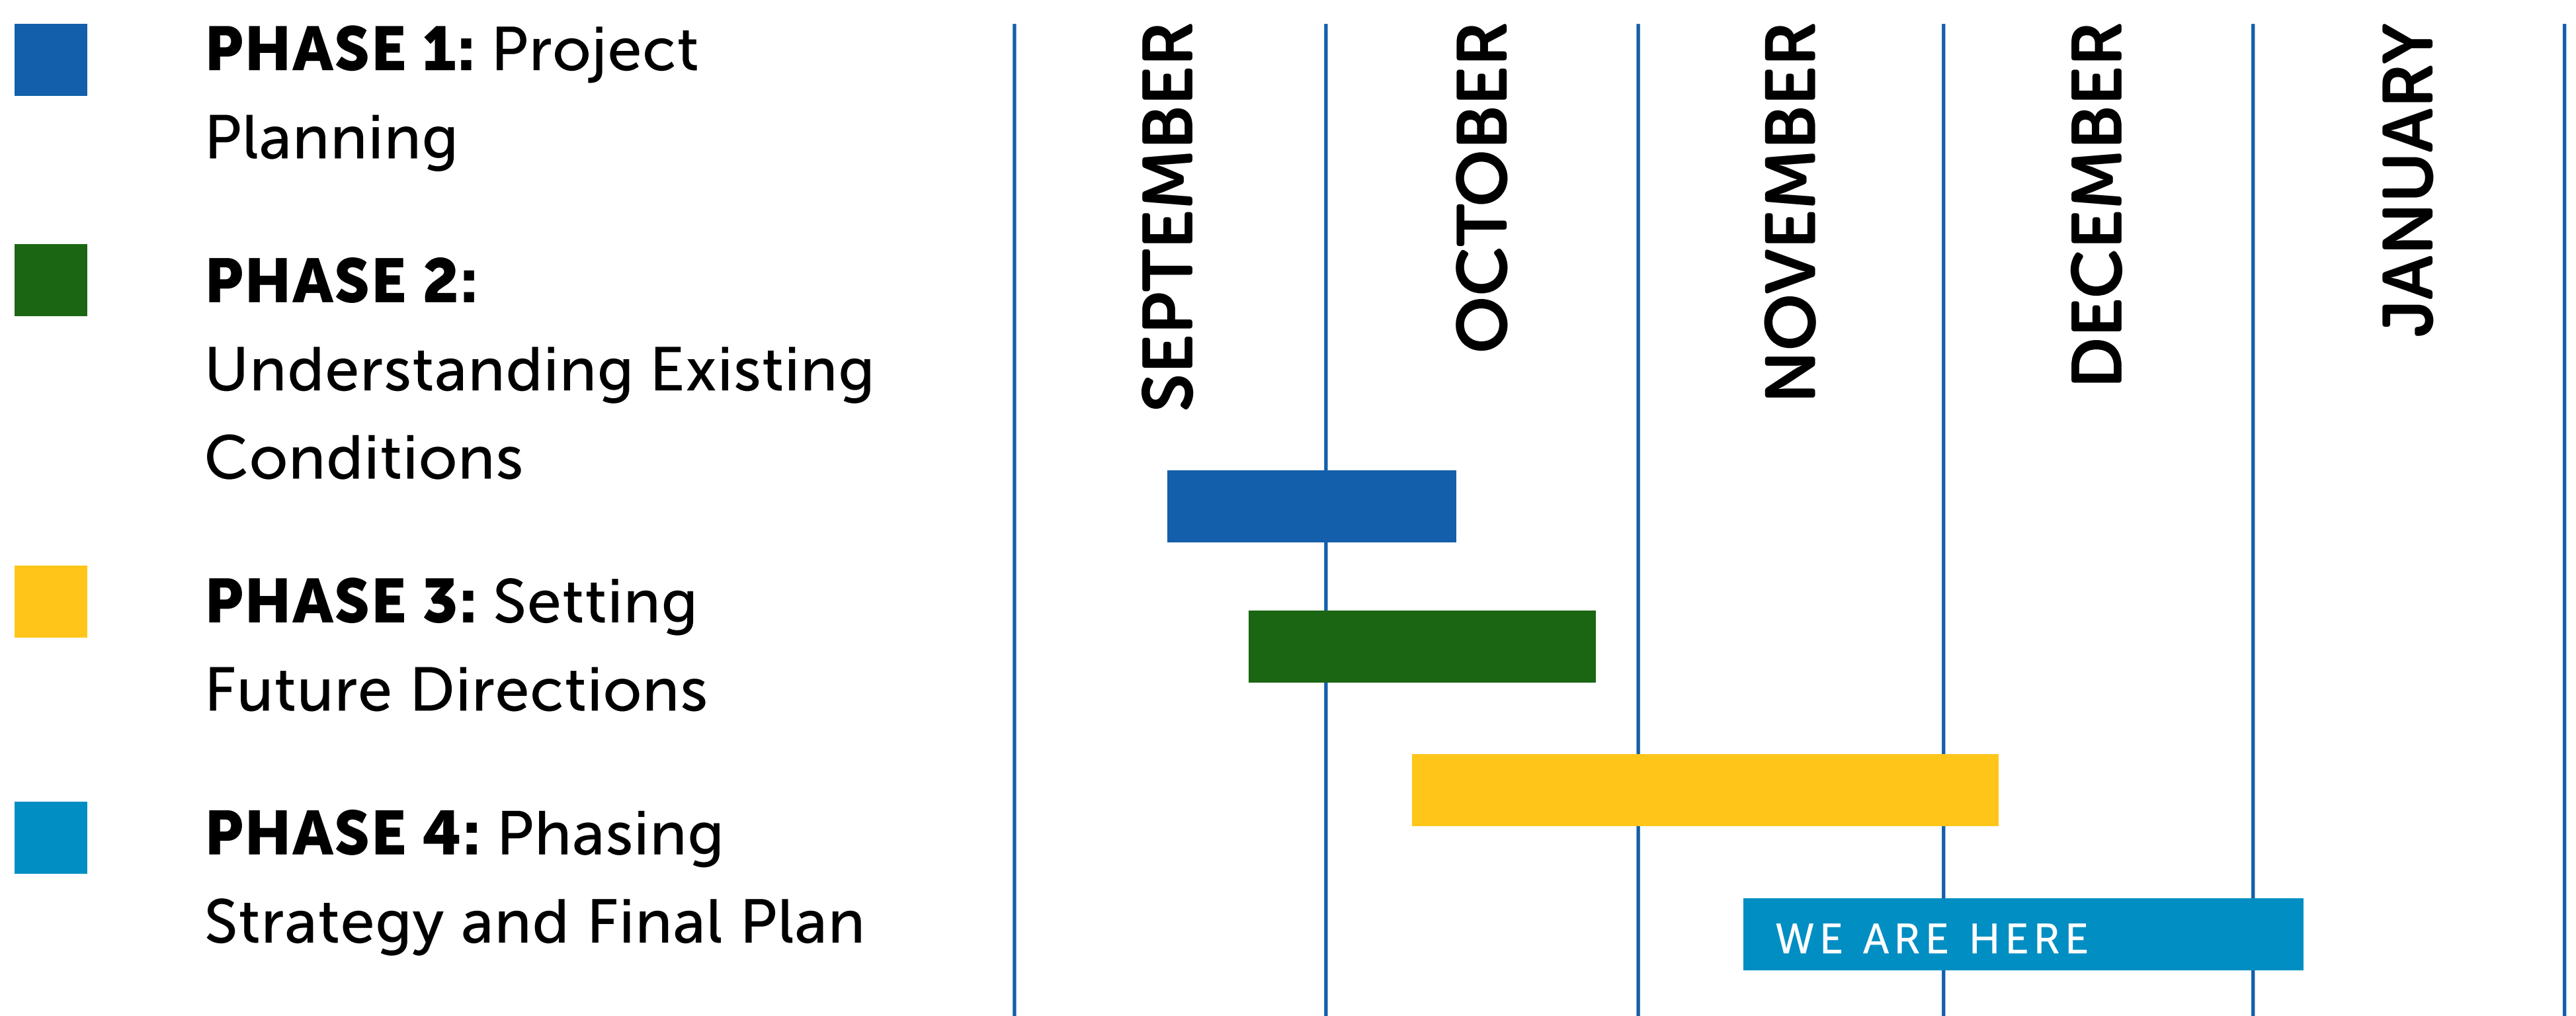 PHASE 1: Project
Planning
PHASE 2:
Understanding Existing
Conditions
PHASE 3: Setting
Future Directions
PHASE 4: Phasing
Strategy and Final Plan
SEPTEMBER
OCTOBER
NOVEMBER
DECEMBER
JANUARY
WE ARE HERE